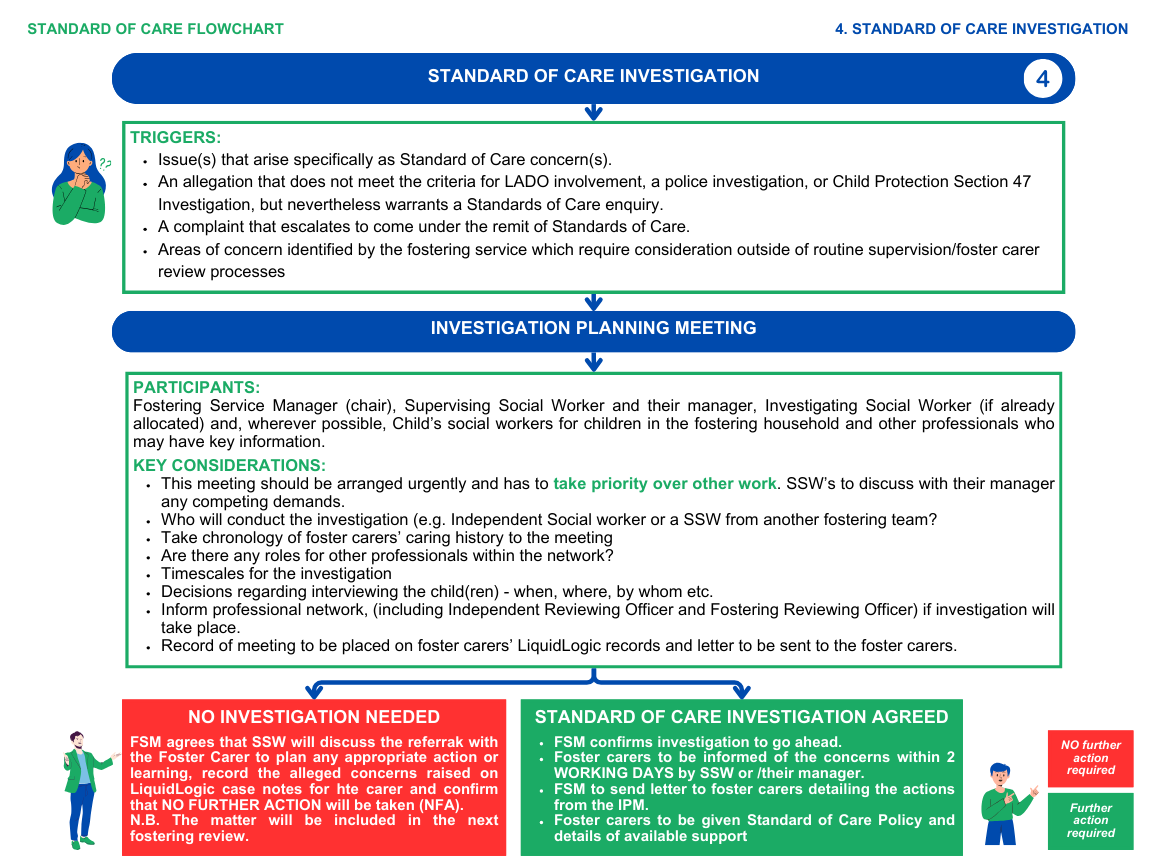 STANDARD OF CARE FLOWCHART
4. STANDARD OF CARE INVESTIGATION
STANDARD OF CARE INVESTIGATION
4
TRIGGERS:
• Issue(s) that arise specifically as Standard of Care concern(s).
• An allegation that does not meet the criteria for LADO involvement, a police investigation, or Child Protection Section 47
Investigation, but nevertheless warrants a Standards of Care enquiry.
• A complaint that escalates to come under the remit of Standards of Care.
• Areas of concern identified by the fostering service which require consideration outside of routine supervision/foster carer
review processes
??
INVESTIGATION PLANNING MEETING
PARTICIPANTS:
Fostering Service Manager (chair), Supervising Social Worker and their manager, Investigating Social Worker (if already
allocated) and, wherever possible, Child’s social workers for children in the fostering household and other professionals who
may have key information.
KEY CONSIDERATIONS:
• This meeting should be arranged urgently and has to take priority over other work. SSW’s to discuss with their manager
any competing demands.
• Who will conduct the investigation (e.g. Independent Social worker or a SSW from another fostering team?
• Take chronology of foster carers’ caring history to the meeting
• Are there any roles for other professionals within the network?
• Timescales for the investigation
• Decisions regarding interviewing the child(ren) - when, where, by whom etc.
• Inform professional network, (including Independent Reviewing Officer and Fostering Reviewing Officer) if investigation will
take place.
• Record of meeting to be placed on foster carers’ LiquidLogic records and letter to be sent to the foster carers.
NO INVESTIGATION NEEDED
FSM agrees that SSW will discuss the referrak with
the Foster Carer to plan any appropriate action or
learning, record the alleged concerns raised on
LiquidLogic case notes for hte carer and confirm
that NO FURTHER ACTION will be taken (NFA).
N.B. The matter will be included in the next
fostering review.
STANDARD OF CARE INVESTIGATION AGREED
• FSM confirms investigation to go ahead.
• Foster carers to be informed of the concerns within 2
WORKING DAYS by SSW or /their manager.
• FSM to send letter to foster carers detailing the actions
from the IPM.
• Foster carers to be given Standard of Care Policy and
details of available support
NO further
action
required
Further
action
required